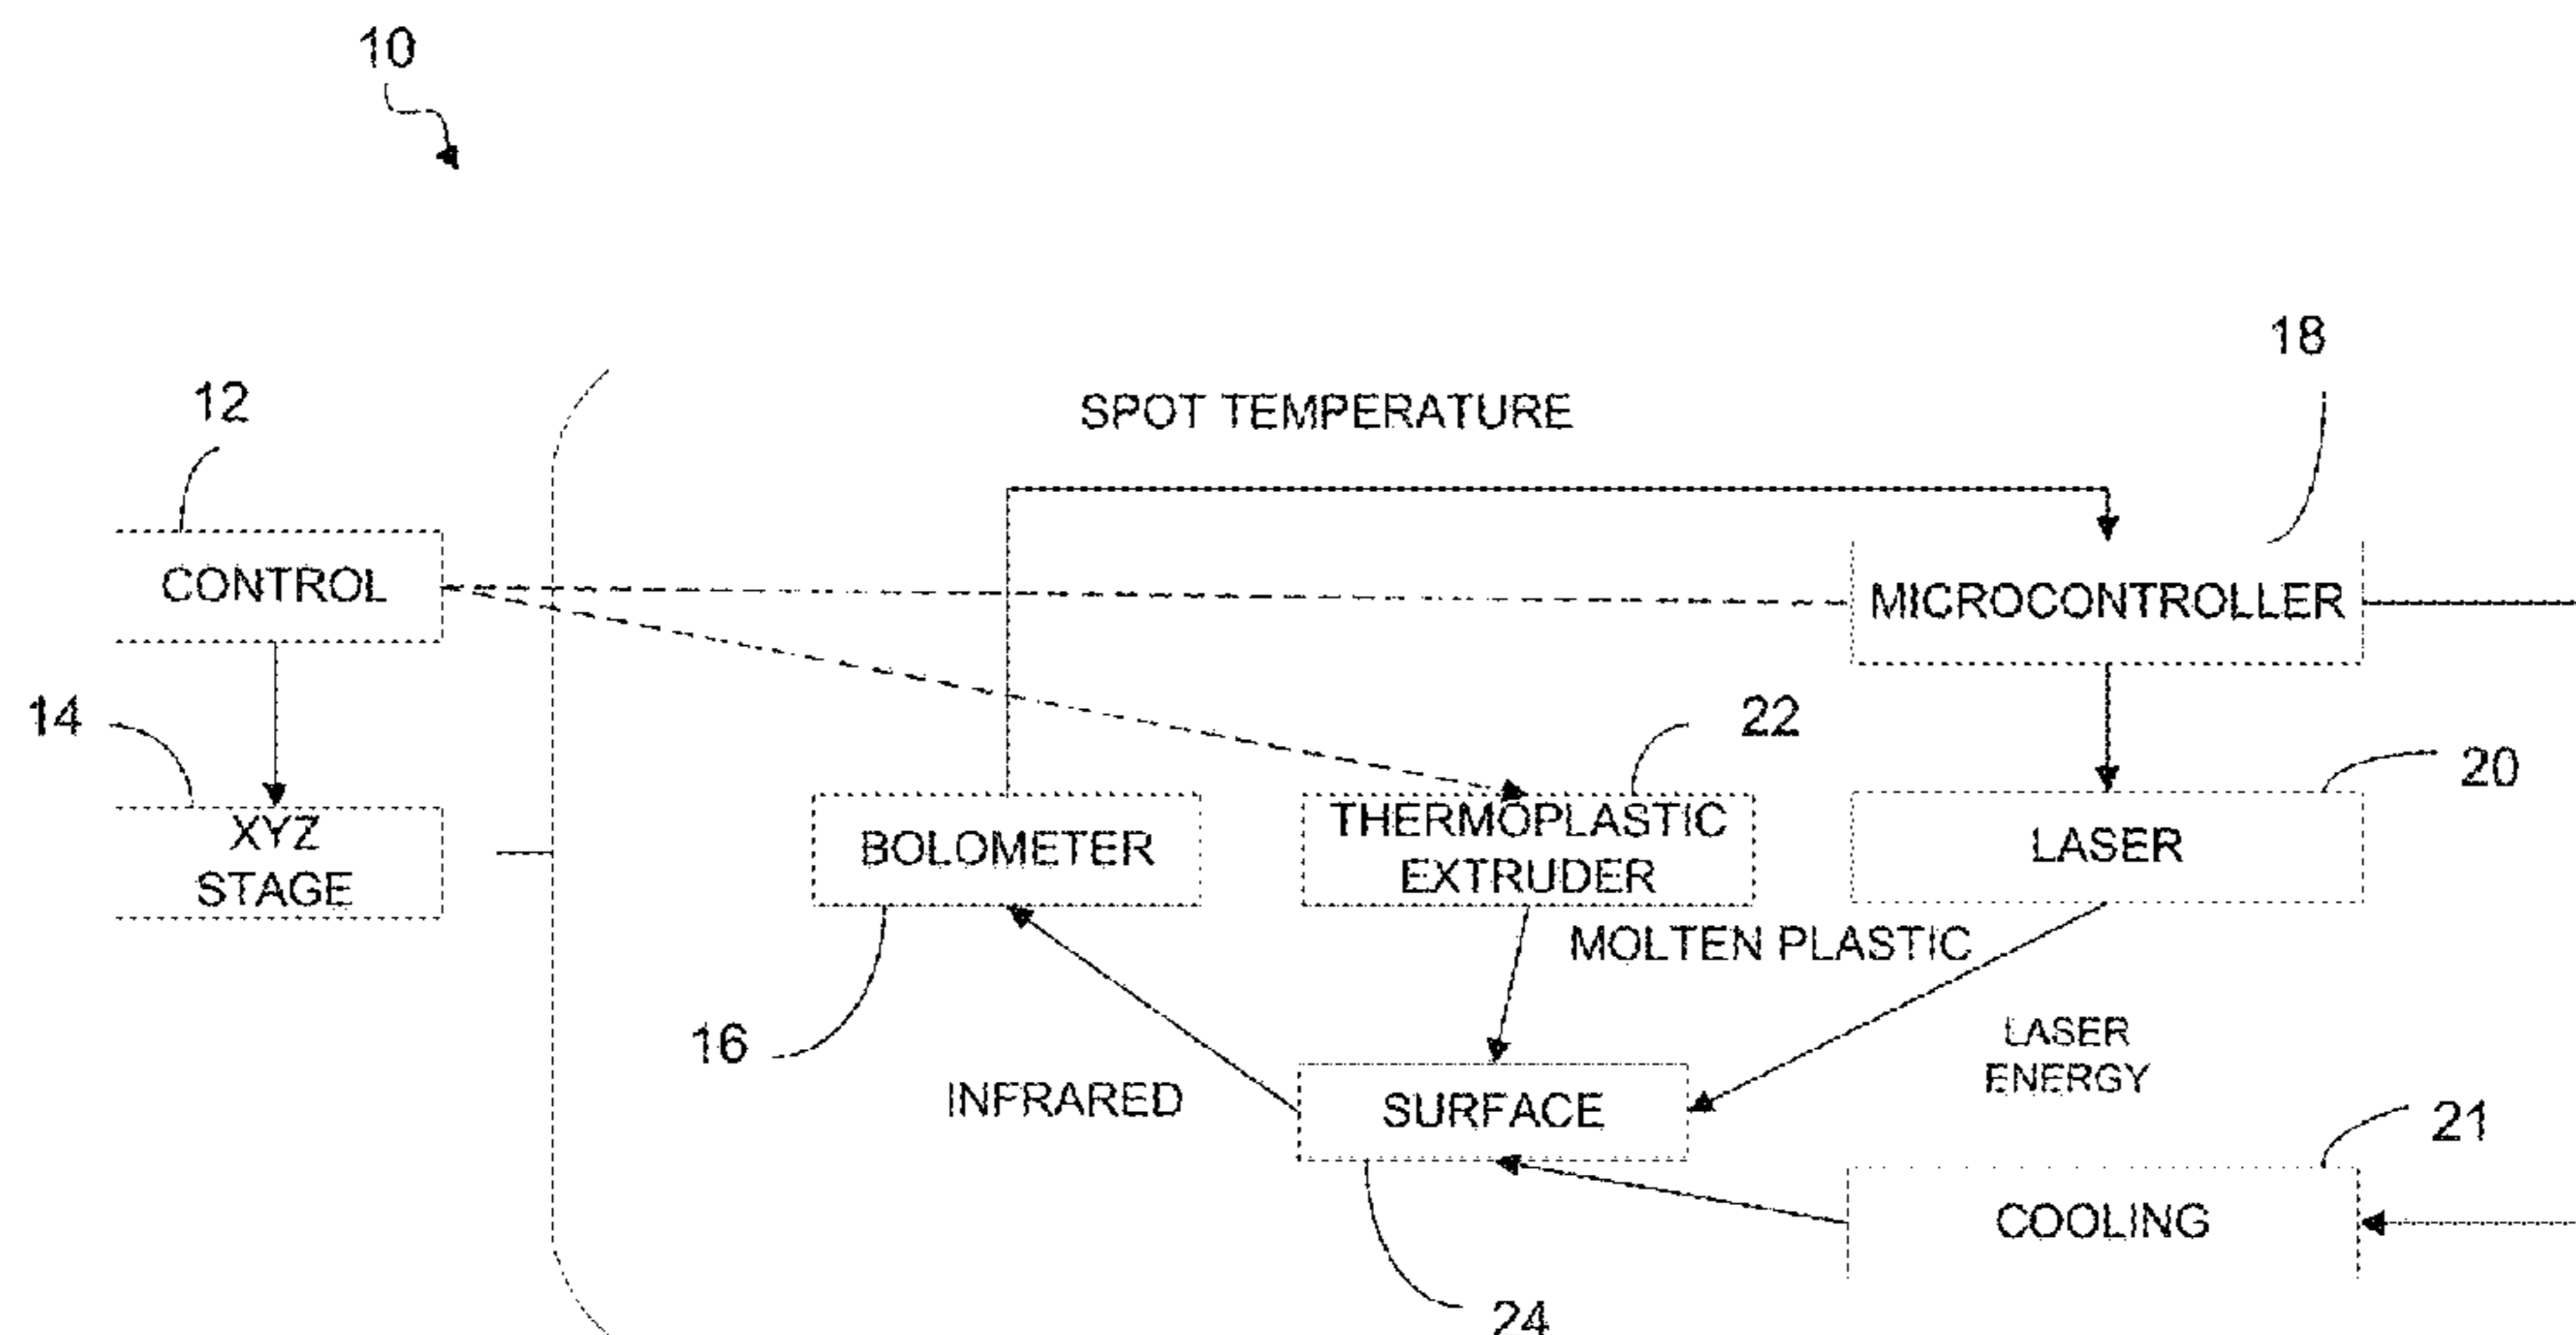 10
18
12
SPOT TEMPERATURE
CONTROL
MICROCONTROLLER
14
22
20
XYZ
STAGE
BOLOMETER
THERMOPLASTIC
EXTRUDER
LASER
MOLTEN PLASTIC
16
INFRARED
LASER
ENERGY
SURFACE
21
COOLING
24